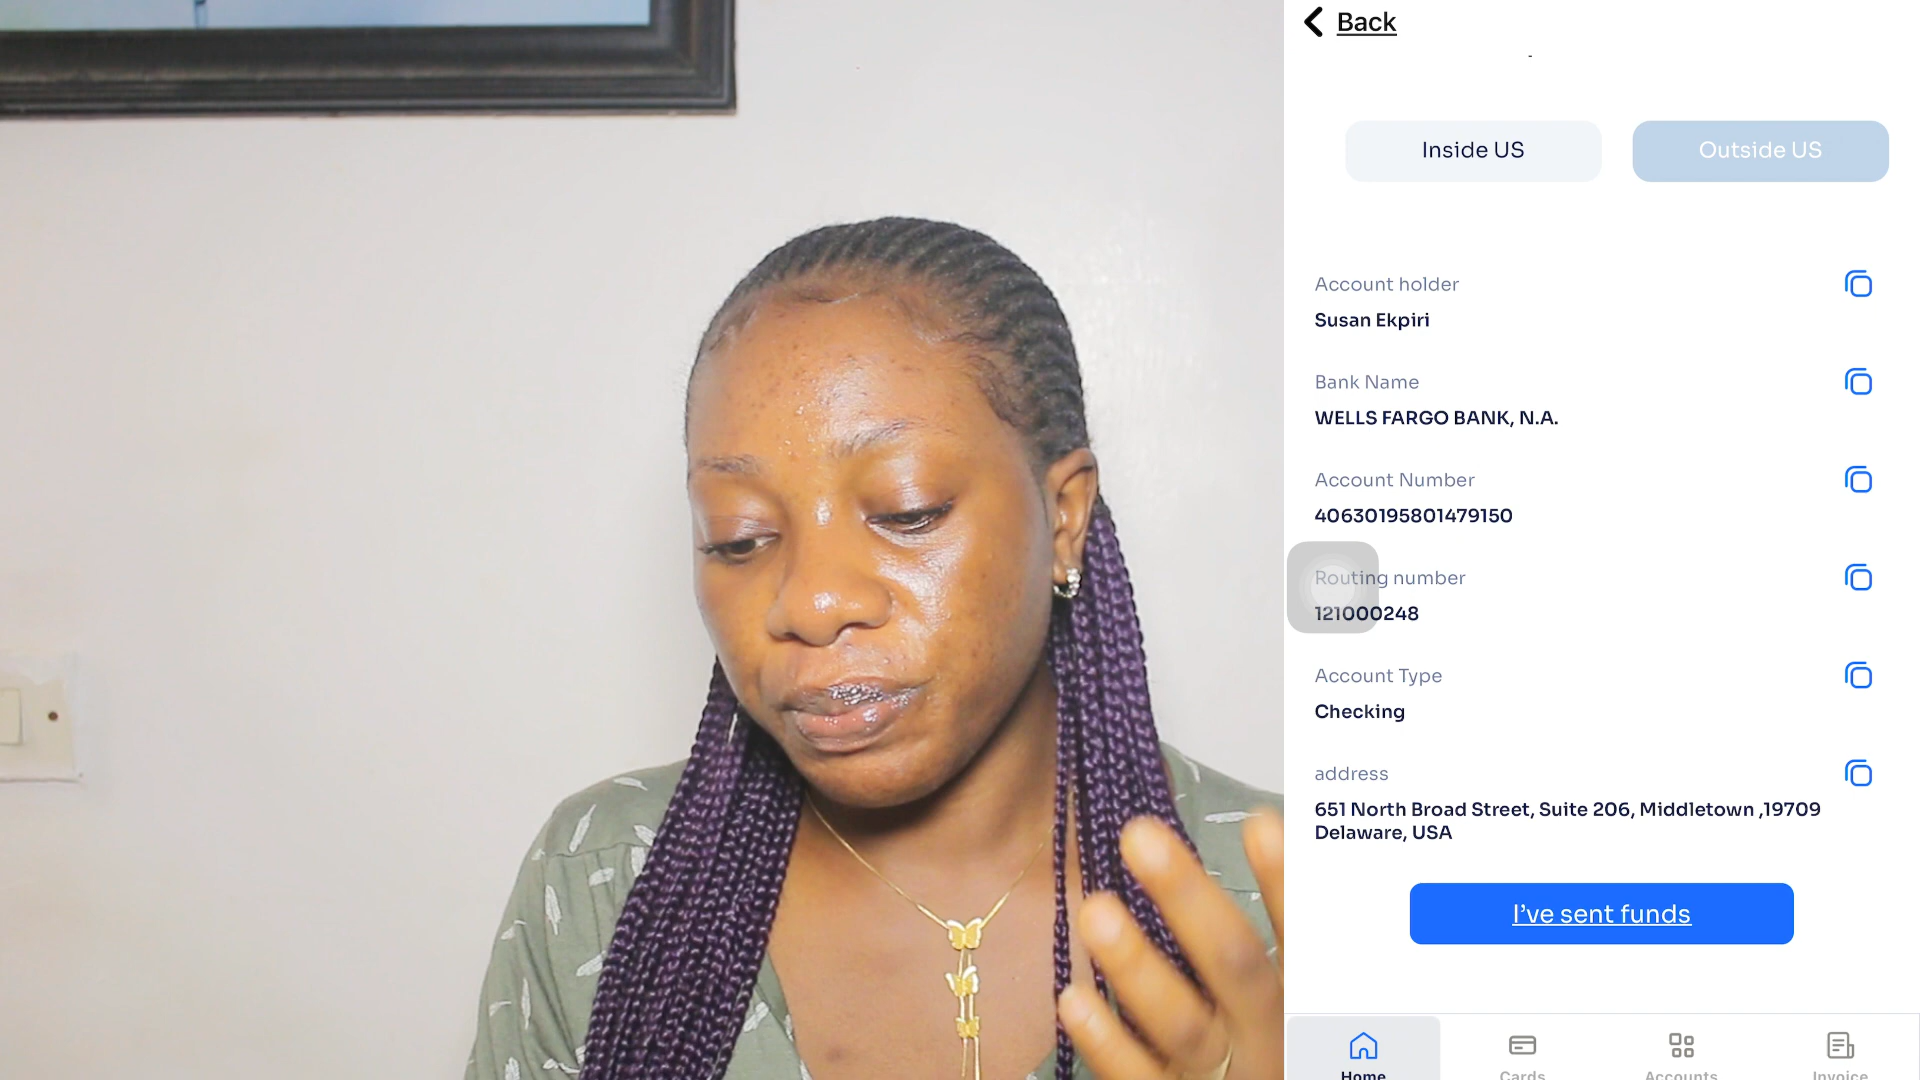 Back
Inside US
Outside US
Account holder
Susan Ekpiri
Bank Name
WELLS FARGO BANK, N.A.
Account Number
40630195801479150
Routing number
121000248
Account Type
Checking
address
651 North Broad Street, Suite 206, Middletown ,19709
Delaware, USA
I've sent funds
Home
Cards
Accounts
Invoice